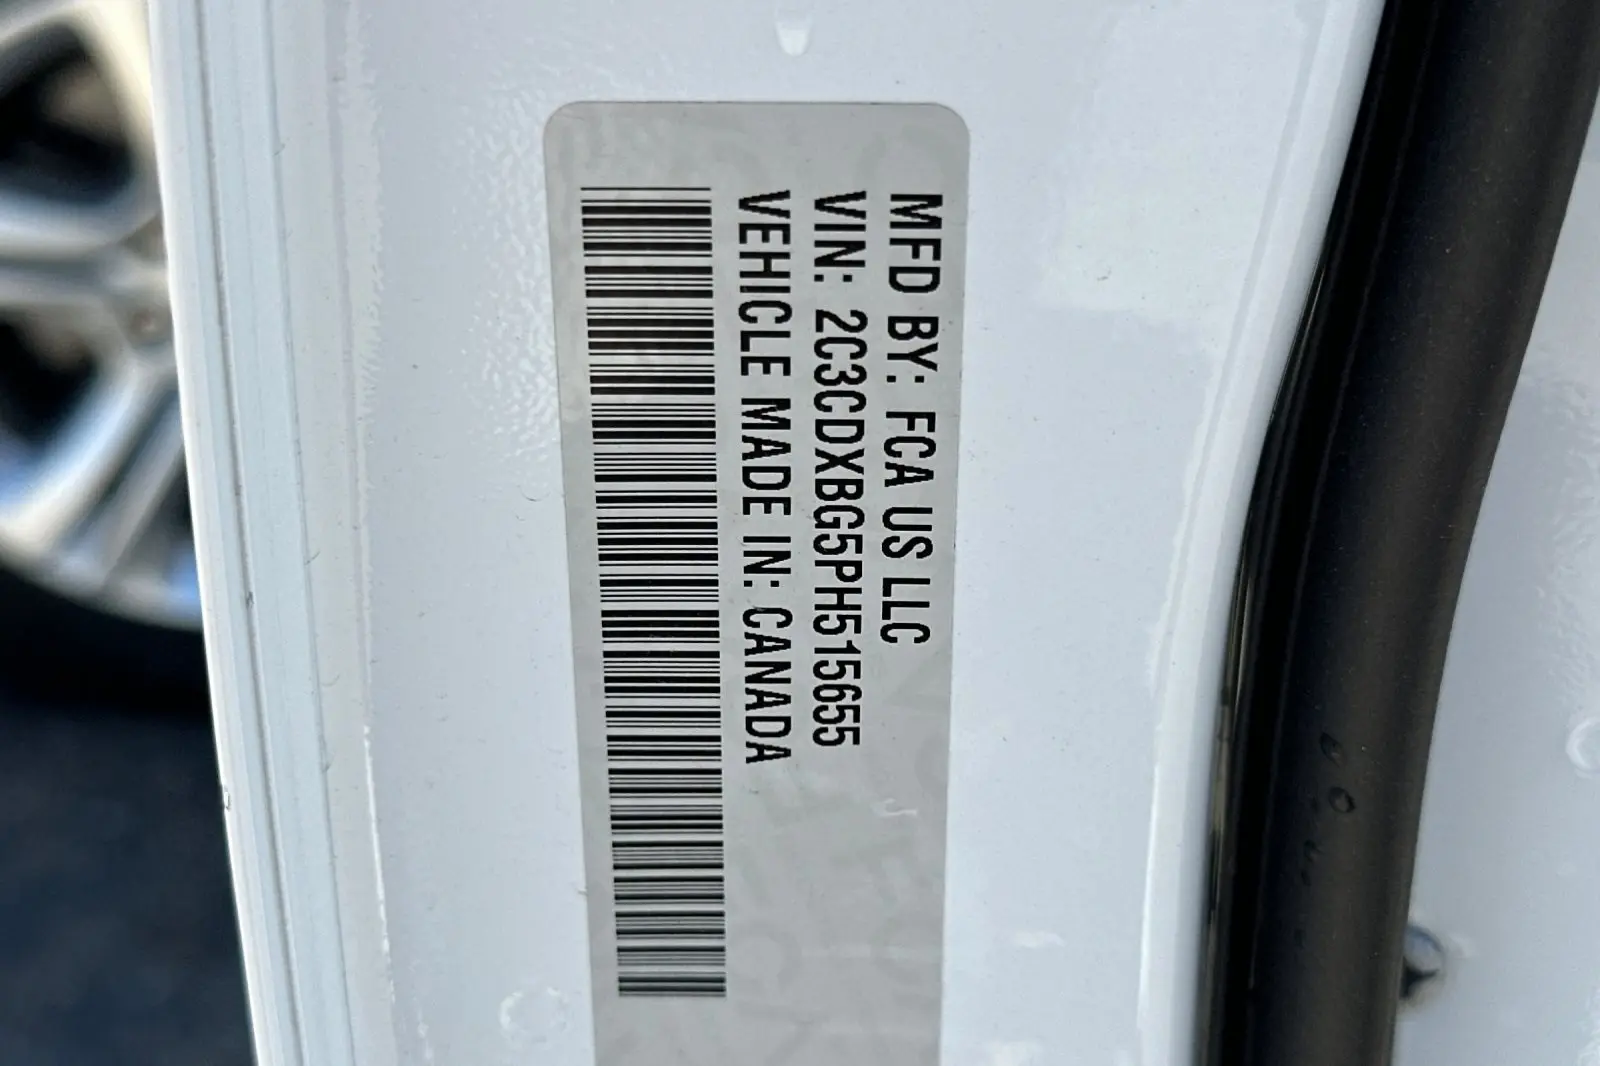 MFD BY: FCA US LLC
VIN: 2C3CDXBG5PH515655
VEHICLE MADE IN: CANADA